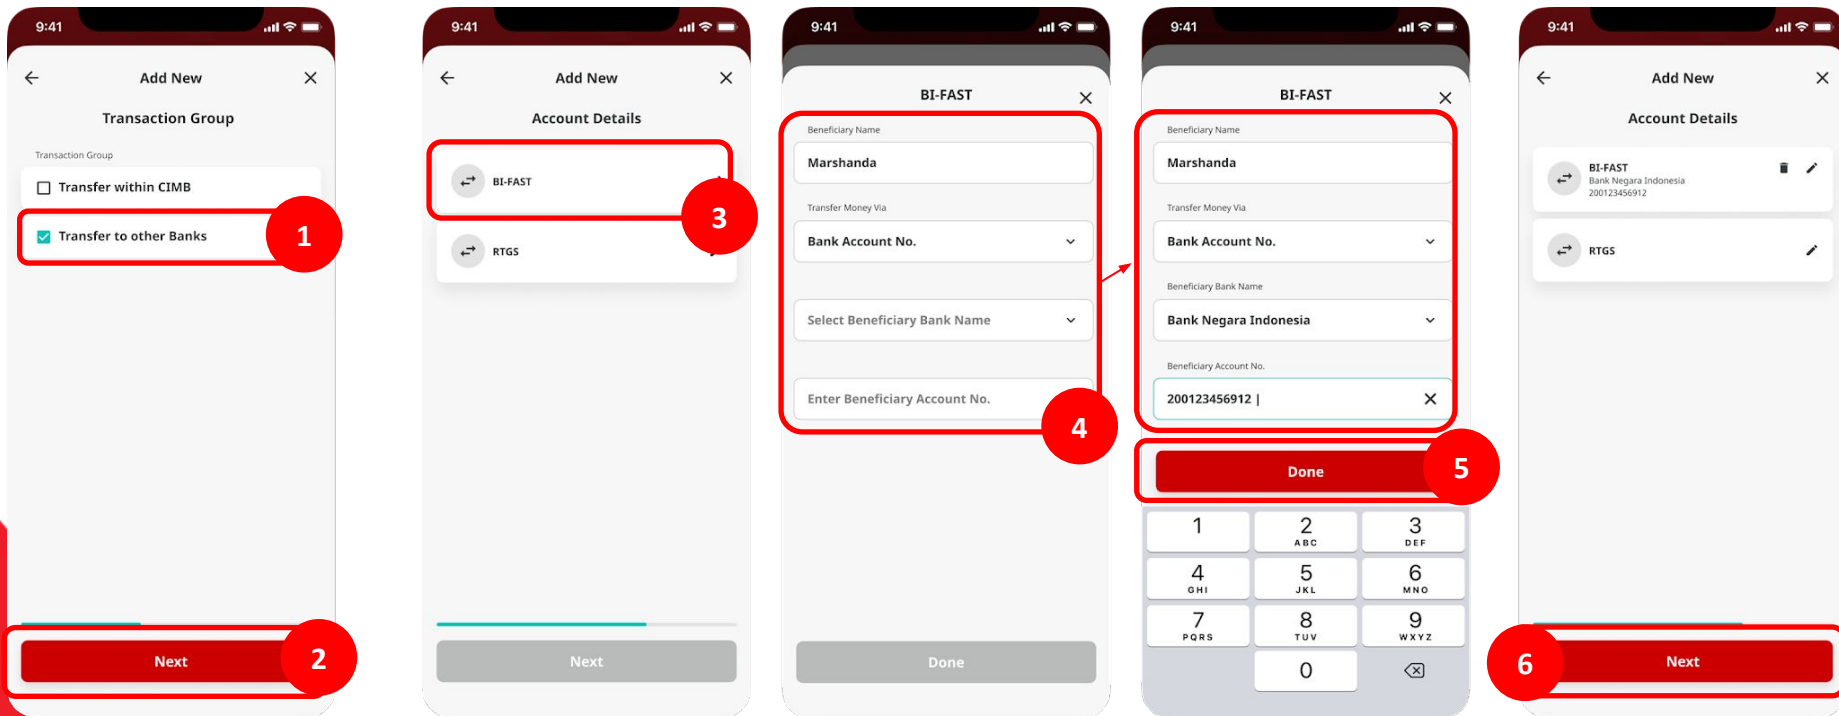 9:41
Add New
Transaction Group
Transaction Group
Transfer within CIMB
Transfer to other Banks
1
Next
2
9:41
Add New
Account Details
BI-FAST
3
RTGS
Next
9:41
BI-FAST
Beneficiary Name
Marshanda
Transfer Money Via
Bank Account No.
Select Beneficiary Bank Name
Enter Beneficiary Account No.
4
Done
9:41
BI-FAST
Beneficiary Name
Marshanda
Transfer Money Via
Bank Account No.
Beneficiary Bank Name
Bank Negara Indonesia
Beneficiary Account No.
200123456912
Done
5
1
2
ABC
3
DEF
4
GHI
5
JKL
6
MNO
7
PQRS
8
TUV
9
WXYZ
0
9:41
Add New
Account Details
BI-FAST
Bank Negara Indonesia
200123456912
RTGS
6
Next